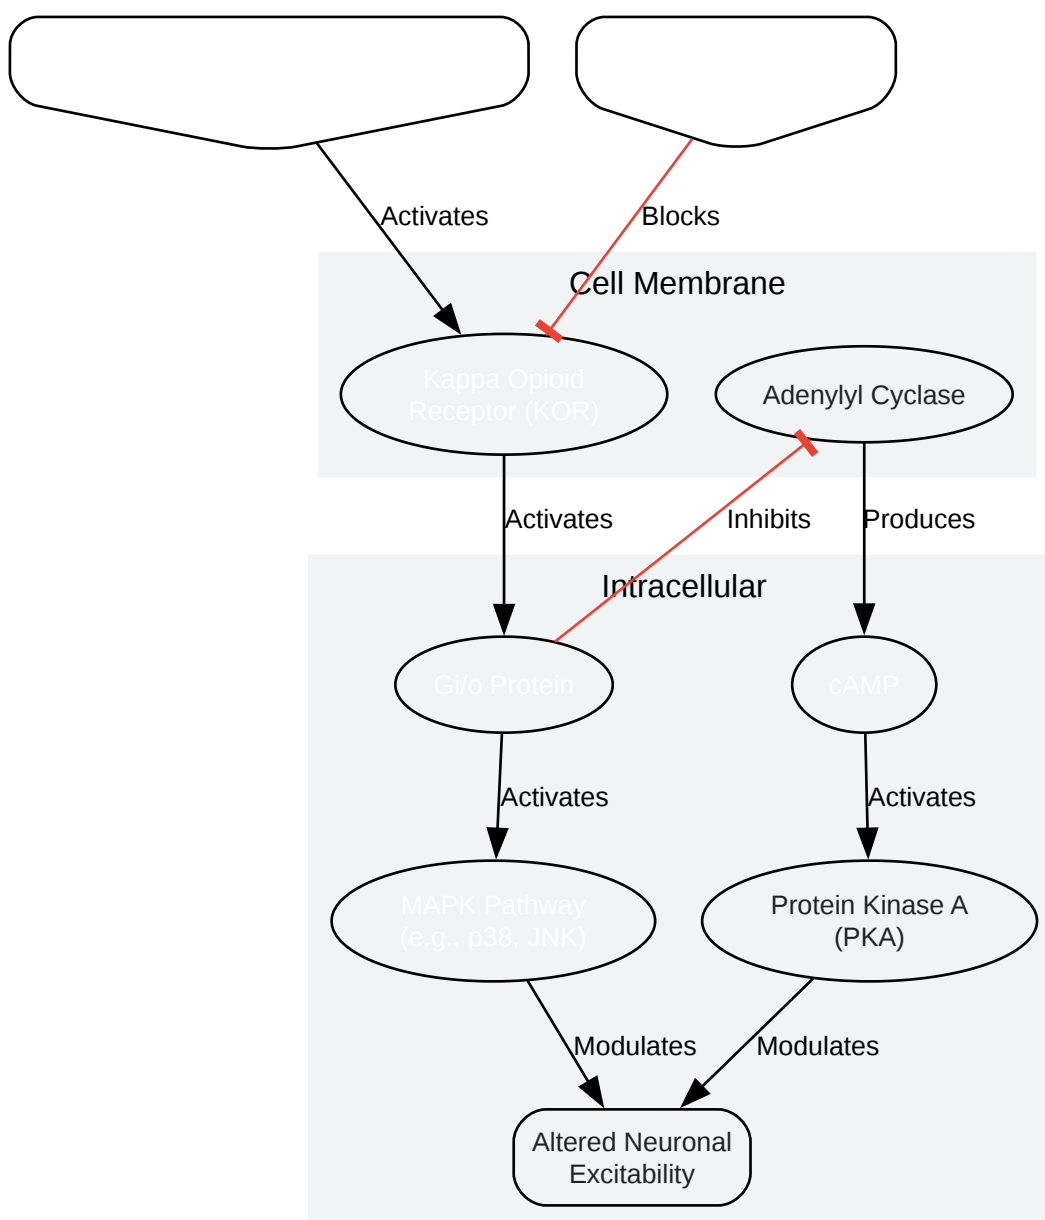 Activates
Blocks
Cell Membrane
Kappa Opioid
Receptor (KOR)
Adenylyl Cyclase
Activates
Inhibits
Produces
Intracellular
Gi/o Protein
cAMP
Activates
Activates
MAPK Pathway
(e.g., p38, JNK)
Protein Kinase A
(PKA)
Modulates
Modulates
Altered Neuronal
Excitability